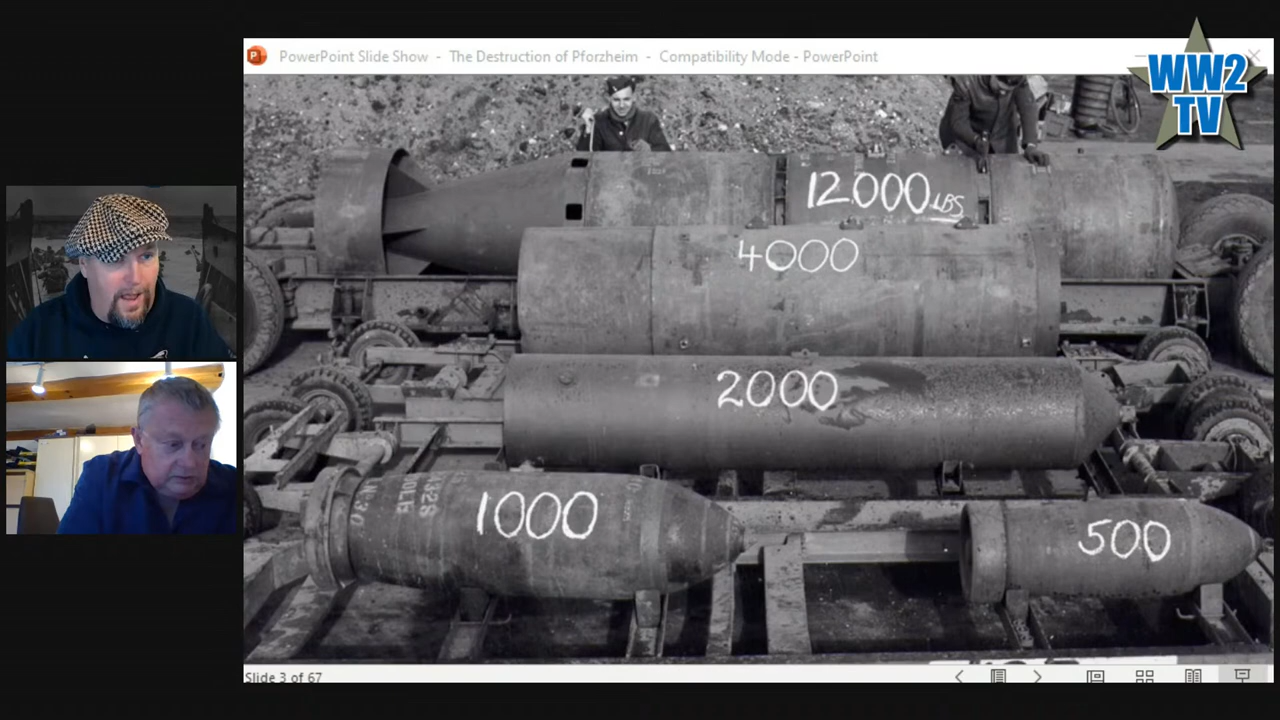 PowerPoint Slide Show - The Destruction of Pforzheim - Compatibility Mode - PowerPoint
WW2
TV
12.000 LBS
4000
2000
1000
500
Slide 3 of 67